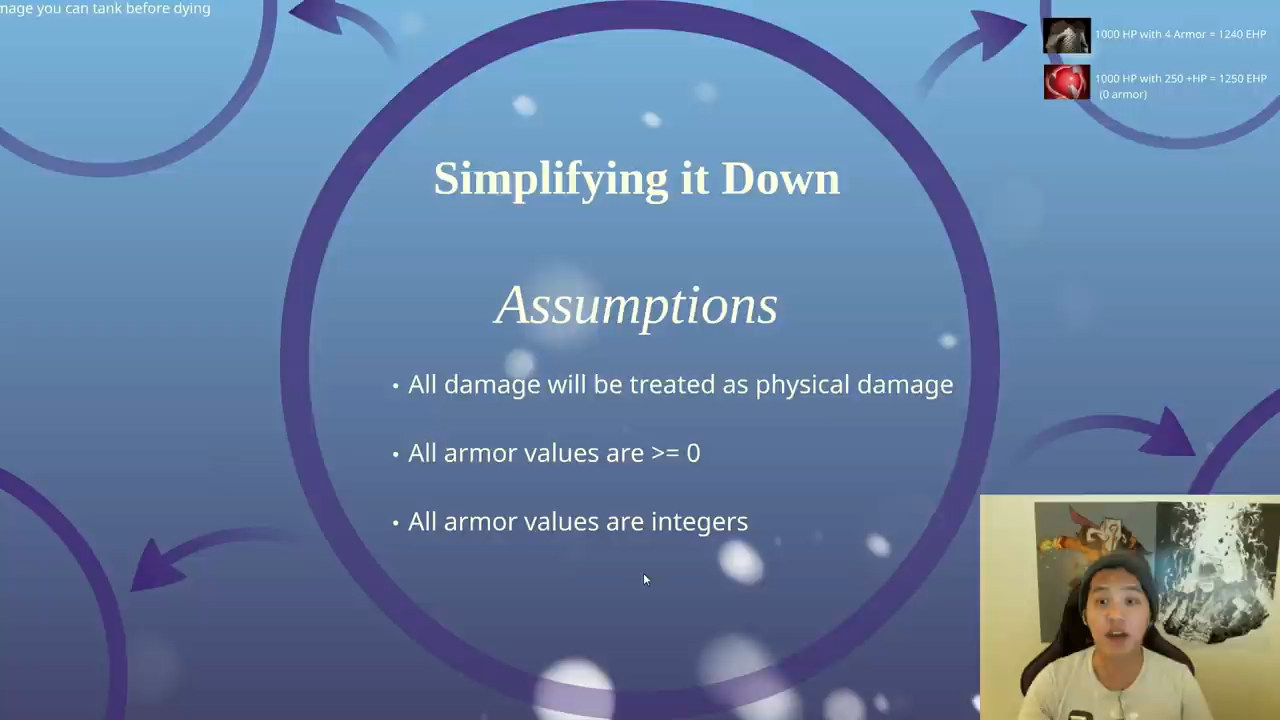 mage you can tank before dying
1000 HP with 4 Armor = 1240 EHP
1000 HP with 250 +HP = 1250 EHP
(0 armor)
Simplifying it Down
Assumptions
• All damage will be treated as physical damage
• All armor values are >= 0
• All armor values are integers